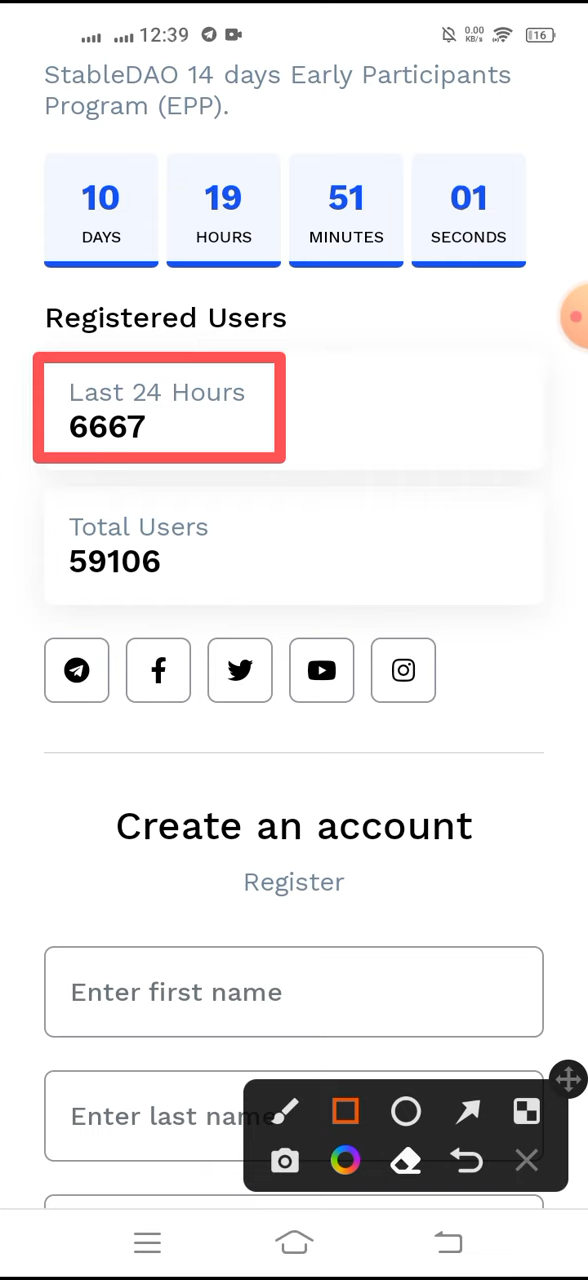 12:39
0.00
KB/s
16
StableDAO 14 days Early Participants
Program (EPP).
10 19 51 01
DAYS HOURS MINUTES SECONDS
Registered Users
Last 24 Hours
6667
Total Users
59106
Create an account
Register
Enter first name
Enter last name